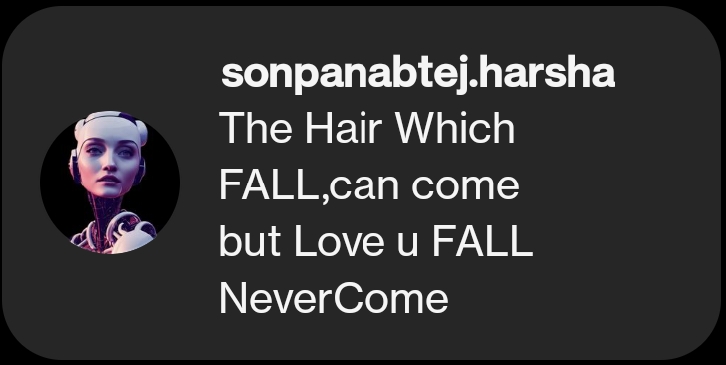 sonpanabtej.harsha
The Hair Which
FALL,can come
but Love u FALL
NeverCome